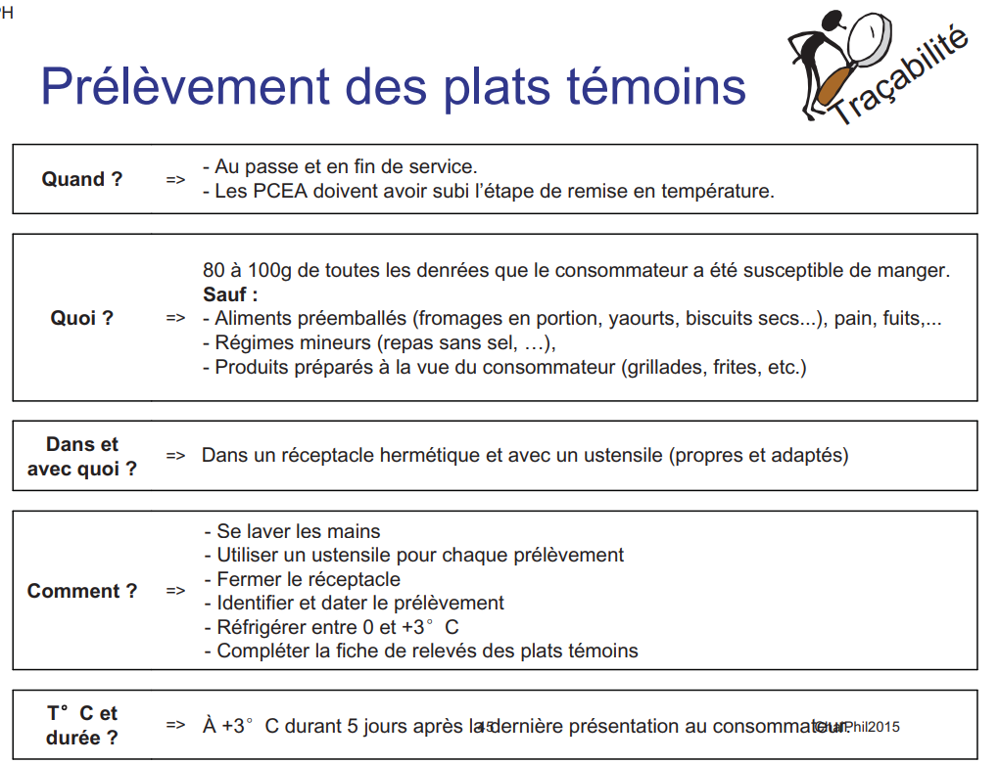 PH
Traçabilité
Prélèvement des plats témoins
Quand ? => - Au passe et en fin de service.
- Les PCEA doivent avoir subi l’étape de remise en température.
80 à 100g de toutes les denrées que le consommateur a été susceptible de manger.
Sauf :
Quoi ? => - Aliments préemballés (fromages en portion, yaourts, biscuits secs...), pain, fuits,...
- Régimes mineurs (repas sans sel, …),
- Produits préparés à la vue du consommateur (grillades, frites, etc.)
Dans et
avec quoi ? => Dans un réceptacle hermétique et avec un ustensile (propres et adaptés)
- Se laver les mains
- Utiliser un ustensile pour chaque prélèvement
- Fermer le réceptacle
Comment ? => - Identifier et dater le prélèvement
- Réfrigérer entre 0 et +3° C
- Compléter la fiche de relevés des plats témoins
T° C et
durée ? => À +3° C durant 5 jours après la dernière présentation au consommateur.
45
ChatPhil2015